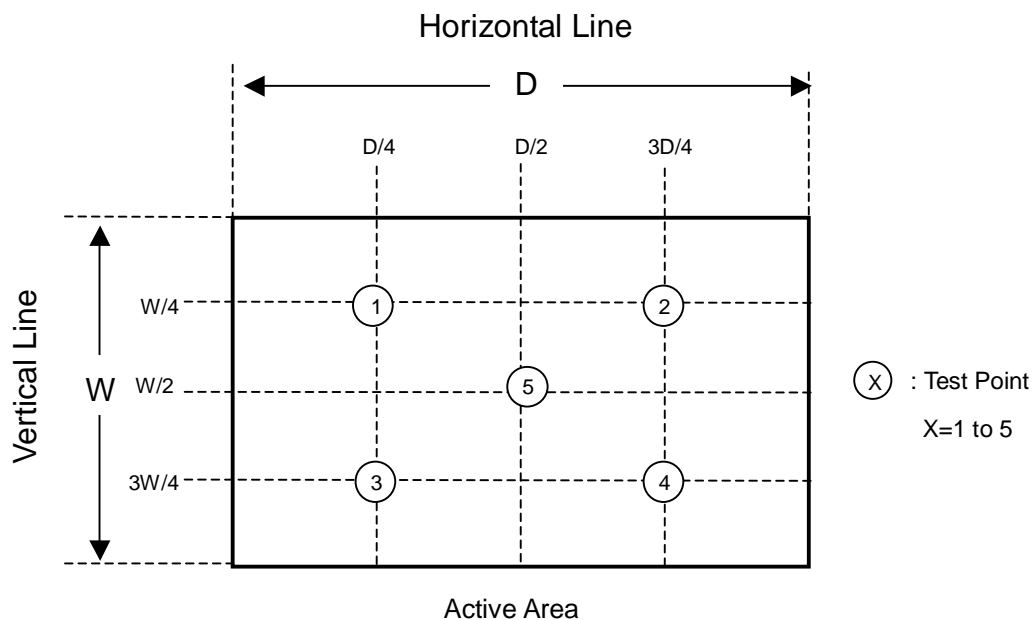 Horizontal Line
D
D/4
D/2
3D/4
Vertical Line
W
W/4
W/2
3W/4
1
2
5
3
4
X : Test Point
X=1 to 5
Active Area